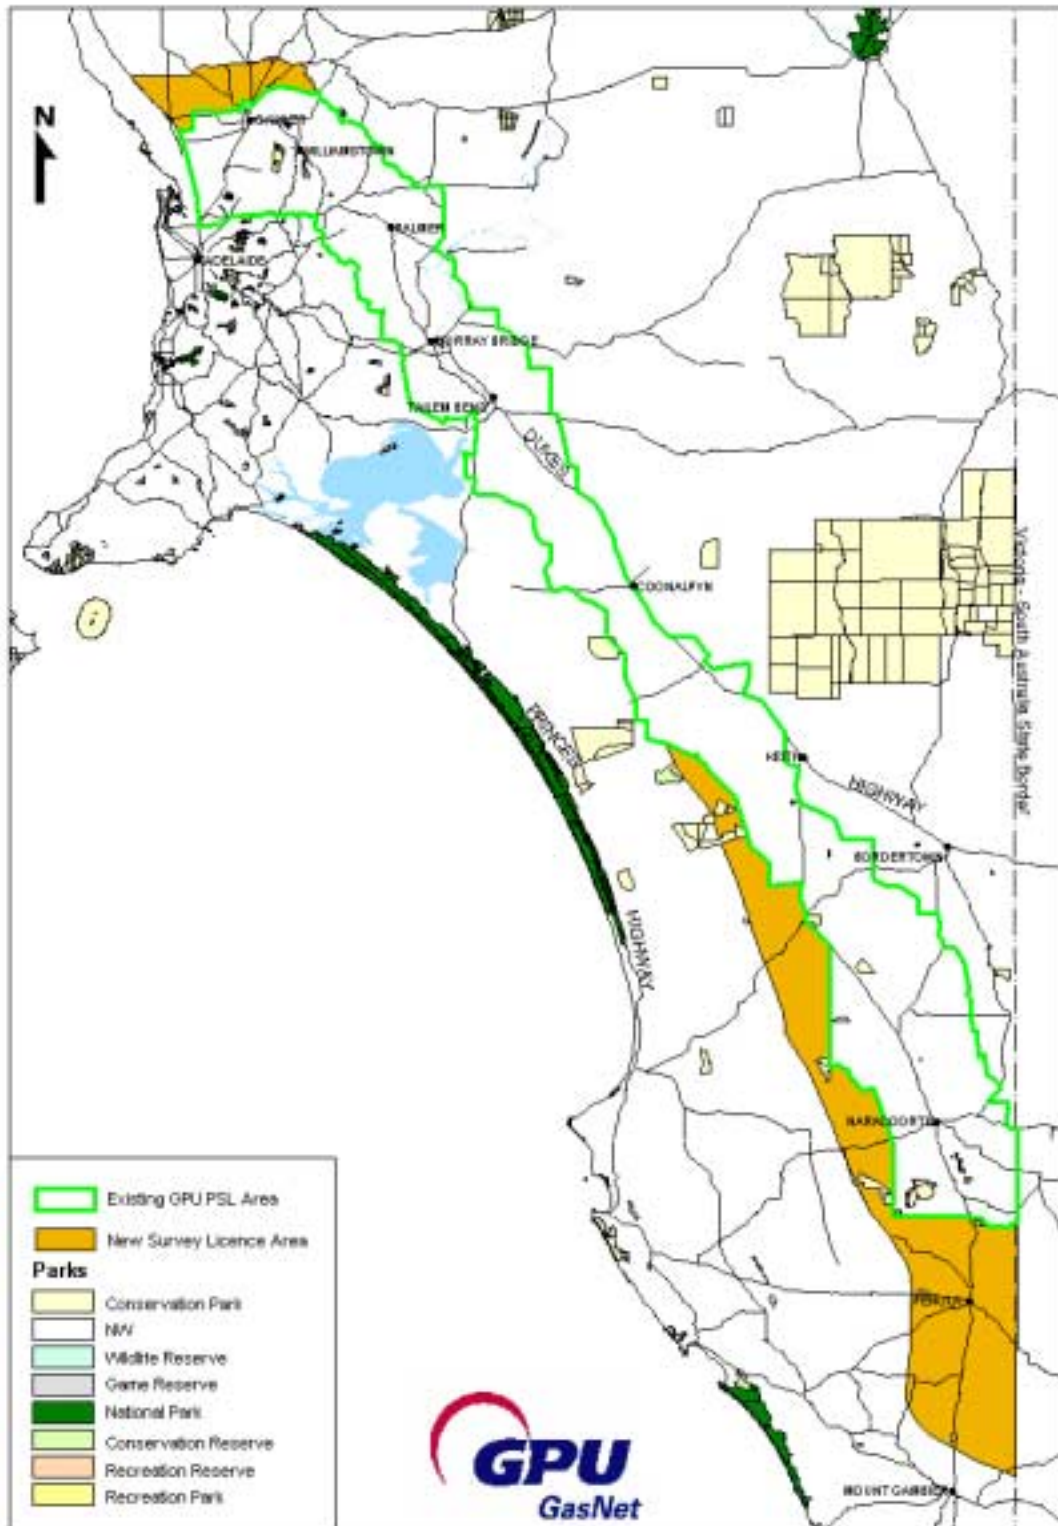 N
WILLIAMSTOWN
PALMER
ADELAIDE
MURRAY BRIDGE
TAILEM BEND
DUKES
COONALPYN
Victoria - South Australia State Border
PRINCES
KEITH
HIGHWAY
BORDERTOWN
HIGHWAY
NARACOORTE
PENOLA
MOUNT GAMBIER
Existing GPU PSL Area
New Survey Licence Area
Parks
Conservation Park
NW
Wildlife Reserve
Game Reserve
National Park
Conservation Reserve
Recreation Reserve
Recreation Park
GPU
GasNet